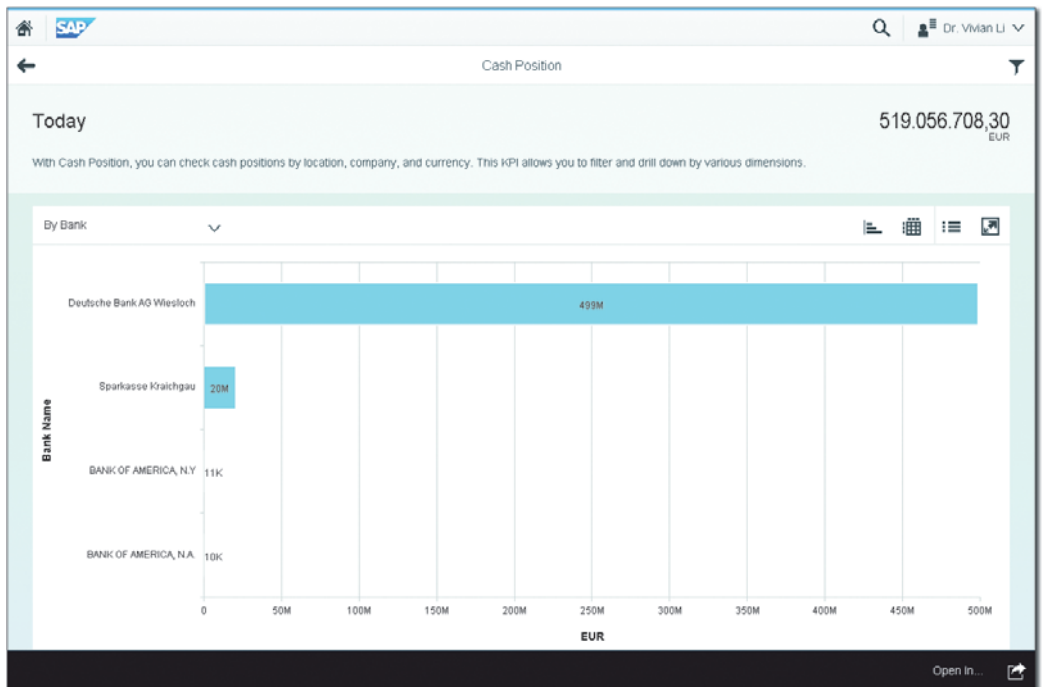 SAP
Dr. Vivian Li
Cash Position
Today
519.056.708,30
EUR
With Cash Position, you can check cash positions by location, company, and currency. This KPI allows you to filter and drill down by various dimensions.
By Bank
Deutsche Bank AG Wiesloch
499M
Sparkasse Kraichgau
20M
Bank Name
BANK OF AMERICA, N.Y
11K
BANK OF AMERICA, N.A.
10K
0 50M 100M 150M 200M 250M 300M 350M 400M 450M 500M
EUR
Open In...